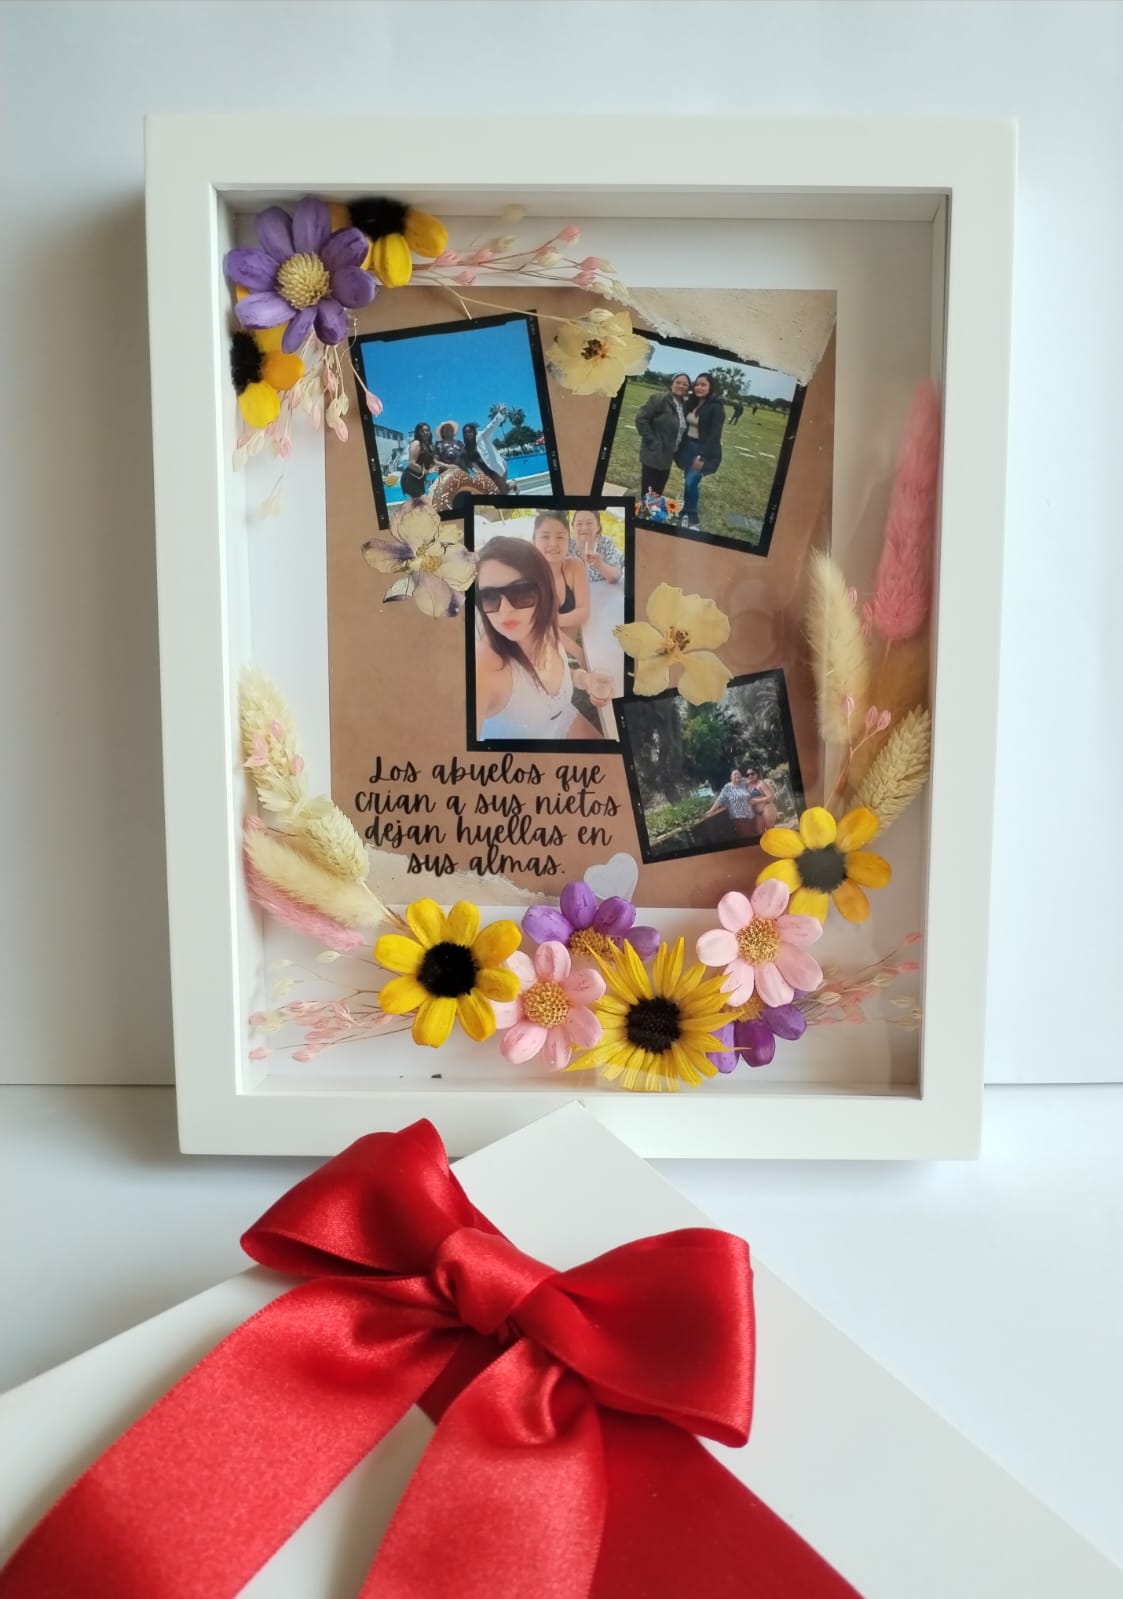 Los abuelos que
crian a sus nietos
dejan huellas en
sus almas.